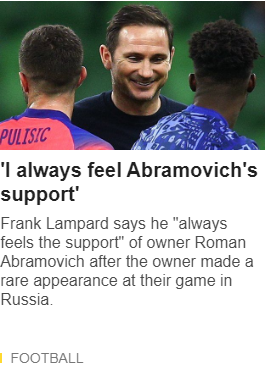 PULISIC
'I always feel Abramovich's
support'
Frank Lampard says he "always
feels the support" of owner Roman
Abramovich after the owner made a
rare appearance at their game in
Russia.
FOOTBALL